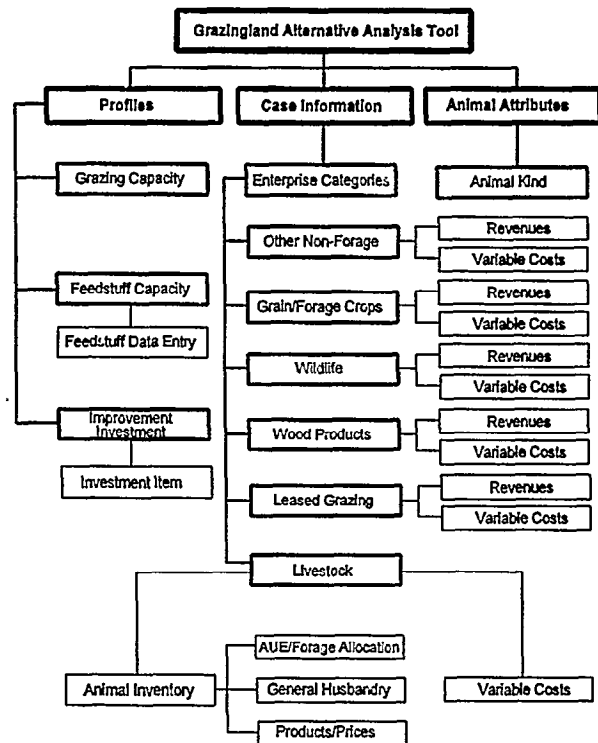 Grazingland Alternative Analysis Tool
Profiles
Case Information
Animal Attributes
Grazing Capacity
Enterprise Categories
Animal Kind
Other Non-Forage
Revenues
Variable Costs
Feedstuff Capacity
Feedstuff Data Entry
Grain/Forage Crops
Revenues
Variable Costs
Wildlife
Revenues
Variable Costs
Improvement
Investment
Investment Item
Wood Products
Revenues
Variable Costs
Leased Grazing
Revenues
Variable Costs
Livestock
Animal Inventory
AUE/Forage Allocation
General Husbandry
Products/Prices
Variable Costs